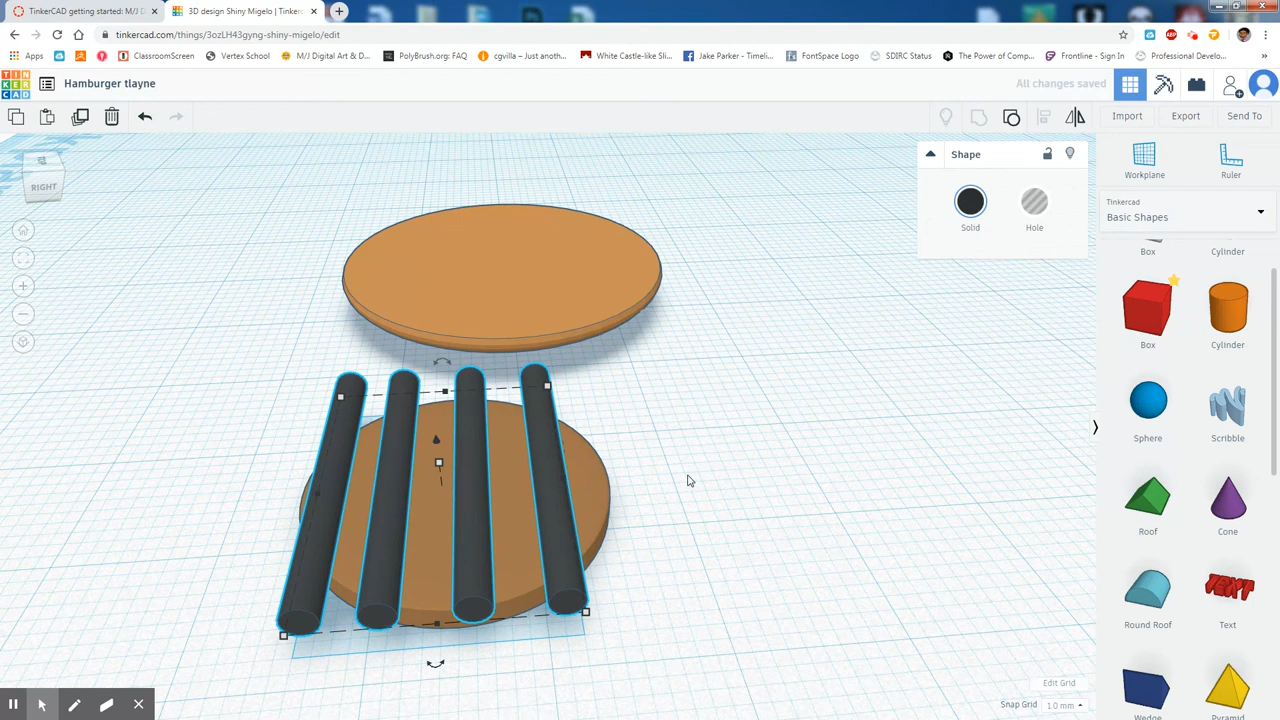 TinkerCAD getting started: M/J D
3D design Shiny Migelo | Tinkerc
tinkercad.com/things/3ozLH43gyng-shiny-migelo/edit
Apps
ClassroomScreen
Vertex School
M/J Digital Art & D...
PolyBrush.org: FAQ
cgvilla – Just anoth...
White Castle-like Sli...
Jake Parker - Timeli...
FontSpace Logo
SDIRC Status
The Power of Comp...
Frontline - Sign In
Professional Develo...
»
TIN
KER
CAD
Hamburger tlayne
All changes saved
Import
Export
Send To
RIGHT
Shape
Solid
Hole
Workplane
Ruler
Tinkercad
Basic Shapes
Box
Cylinder
Box
Cylinder
Sphere
Scribble
Roof
Cone
TEXT
Round Roof
Text
Wedge
Pyramid
Edit Grid
Snap Grid 1.0 mm